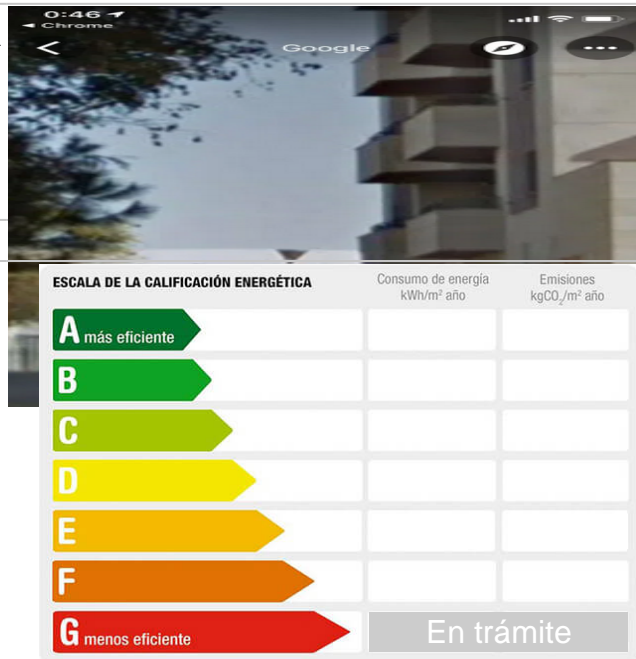 0:46
Chrome
Google
ESCALA DE LA CALIFICACIÓN ENERGÉTICA
Consumo de energía
kWh/m² año
Emisiones
kgCO₂/m² año
A más eficiente
B
C
D
E
F
G menos eficiente
En trámite